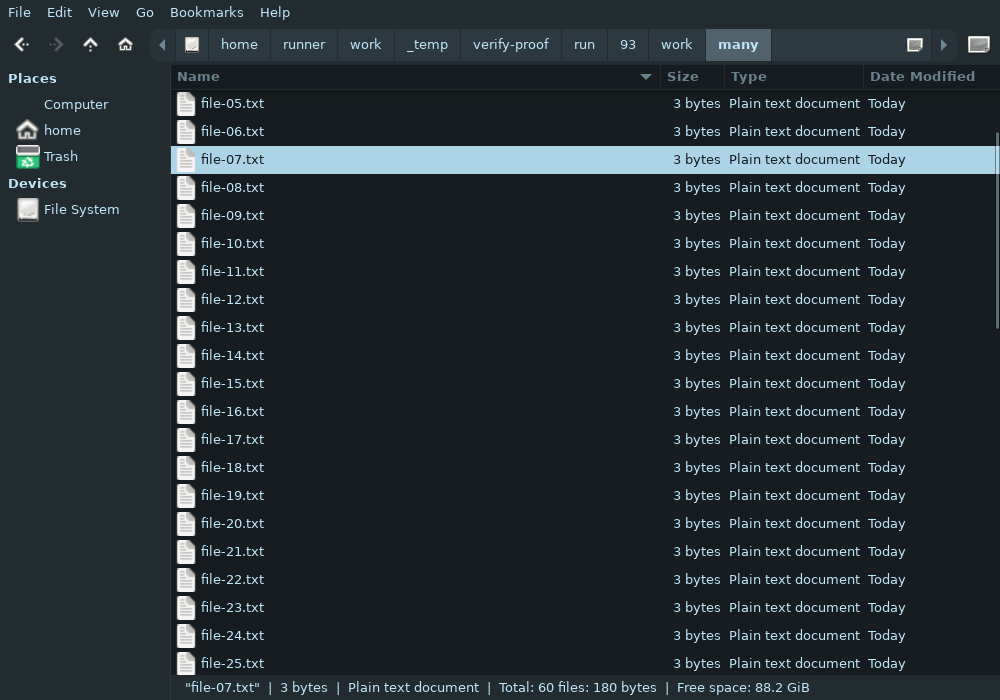 File Edit View Go Bookmarks Help
home runner work _temp verify-proof run 93 work many
Places
Computer
home
Trash
Devices
File System
Name Size Type Date Modified
file-05.txt 3 bytes Plain text document Today
file-06.txt 3 bytes Plain text document Today
file-07.txt 3 bytes Plain text document Today
file-08.txt 3 bytes Plain text document Today
file-09.txt 3 bytes Plain text document Today
file-10.txt 3 bytes Plain text document Today
file-11.txt 3 bytes Plain text document Today
file-12.txt 3 bytes Plain text document Today
file-13.txt 3 bytes Plain text document Today
file-14.txt 3 bytes Plain text document Today
file-15.txt 3 bytes Plain text document Today
file-16.txt 3 bytes Plain text document Today
file-17.txt 3 bytes Plain text document Today
file-18.txt 3 bytes Plain text document Today
file-19.txt 3 bytes Plain text document Today
file-20.txt 3 bytes Plain text document Today
file-21.txt 3 bytes Plain text document Today
file-22.txt 3 bytes Plain text document Today
file-23.txt 3 bytes Plain text document Today
file-24.txt 3 bytes Plain text document Today
file-25.txt 3 bytes Plain text document Today
"file-07.txt" | 3 bytes | Plain text document | Total: 60 files: 180 bytes | Free space: 88.2 GiB